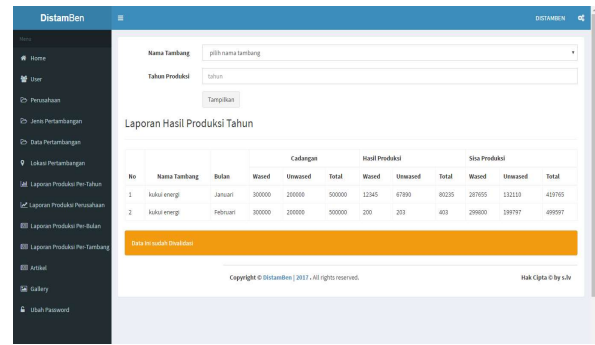 DistamBen
DISTAMBEN
Menu
Home
User
Perusahaan
Jenis Pertambangan
Data Pertambangan
Lokasi Pertambangan
Laporan Produksi Per-Tahun
Laporan Produksi Perusahaan
Laporan Produksi Per-Bulan
Laporan Produksi Per-Tambang
Artikel
Gallery
Ubah Password
Nama Tambang pilih nama tambang
Tahun Produksi tahun
Tampilkan
Laporan Hasil Produksi Tahun
Cadangan Hasil Produksi Sisa Produksi
No Nama Tambang Bulan Wased Unwased Total Wased Unwased Total Wased Unwased Total
1 kukui energi Januari 300000 200000 500000 12345 67890 80235 287655 132110 419765
2 kukui energi Februari 300000 200000 500000 200 203 403 299800 199797 499597
Data ini sudah Divalidasi
Copyright © DistamBen | 2017 . All rights reserved. Hak Cipta © by s.lv